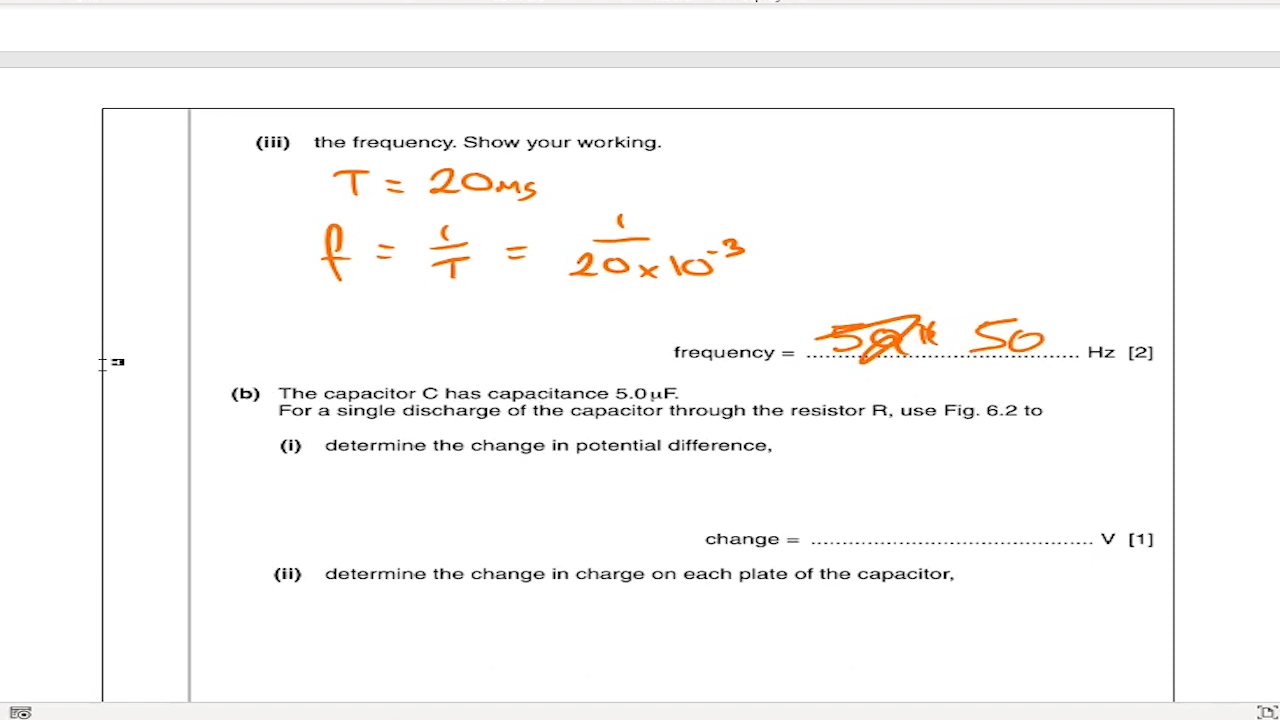 (iii) the frequency. Show your working.
T = 20ms
f = 1/T = 1/20×10⁻³
frequency = ........................................ 50 Hz [2]
(b) The capacitor C has capacitance 5.0 μF.
For a single discharge of the capacitor through the resistor R, use Fig. 6.2 to
(i) determine the change in potential difference,
change = ............................................ V [1]
(ii) determine the change in charge on each plate of the capacitor,